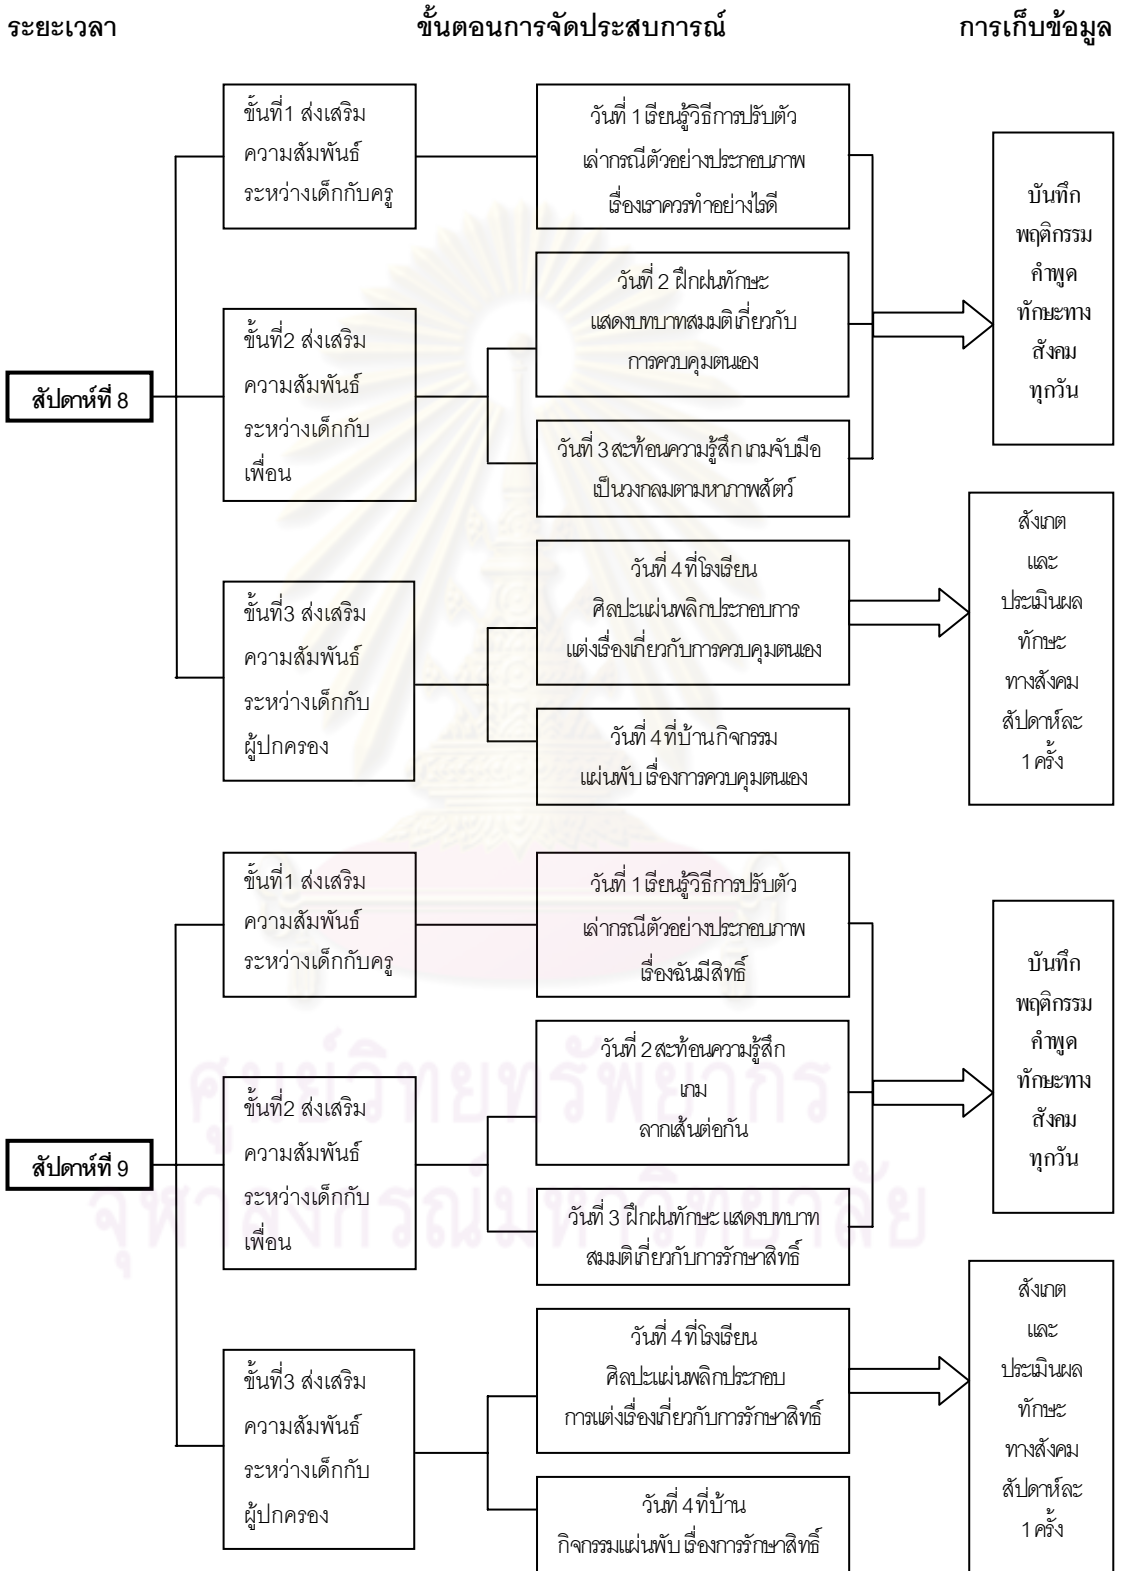 ระยะเวลา
ขั้นตอนการจัดประสบการณ์
การเก็บข้อมูล
สัปดาห์ที่ 8
ขั้นที่1 ส่งเสริม
ความสัมพันธ์
ระหว่างเด็กกับครู
วันที่ 1 เรียนรู้วิธีการปรับตัว
เล่ากรณีตัวอย่างประกอบภาพ
เรื่องเราควรทำอย่างไรดี
ขั้นที่2 ส่งเสริม
ความสัมพันธ์
ระหว่างเด็กกับ
เพื่อน
วันที่ 2 ฝึกฝนทักษะ
แสดงบทบาทสมมติเกี่ยวกับ
การควบคุมตนเอง
วันที่ 3 สะท้อนความรู้สึก เกมจับมือ
เป็นวงกลมตามหาภาพสัตว์
บันทึก
พฤติกรรม
คำพูด
ทักษะทาง
สังคม
ทุกวัน
ขั้นที่3 ส่งเสริม
ความสัมพันธ์
ระหว่างเด็กกับ
ผู้ปกครอง
วันที่ 4 ที่โรงเรียน
ศิลปะแผ่นพลิกประกอบการ
แต่งเรื่องเกี่ยวกับการควบคุมตนเอง
วันที่ 4 ที่บ้าน กิจกรรม
แผ่นพับ เรื่องการควบคุมตนเอง
สังเกต
และ
ประเมินผล
ทักษะ
ทางสังคม
สัปดาห์ละ
1 ครั้ง
สัปดาห์ที่ 9
ขั้นที่1 ส่งเสริม
ความสัมพันธ์
ระหว่างเด็กกับครู
วันที่ 1 เรียนรู้วิธีการปรับตัว
เล่ากรณีตัวอย่างประกอบภาพ
เรื่องฉันมีสิทธิ์
ขั้นที่2 ส่งเสริม
ความสัมพันธ์
ระหว่างเด็กกับ
เพื่อน
วันที่ 2 สะท้อนความรู้สึก
เกม
ลากเส้นต่อกัน
วันที่ 3 ฝึกฝนทักษะ แสดงบทบาท
สมมติเกี่ยวกับการรักษาสิทธิ์
บันทึก
พฤติกรรม
คำพูด
ทักษะทาง
สังคม
ทุกวัน
ขั้นที่3 ส่งเสริม
ความสัมพันธ์
ระหว่างเด็กกับ
ผู้ปกครอง
วันที่ 4 ที่โรงเรียน
ศิลปะแผ่นพลิกประกอบ
การแต่งเรื่องเกี่ยวกับการรักษาสิทธิ์
วันที่ 4 ที่บ้าน
กิจกรรมแผ่นพับ เรื่องการรักษาสิทธิ์
สังเกต
และ
ประเมินผล
ทักษะ
ทางสังคม
สัปดาห์ละ
1 ครั้ง
ศูนย์วิทยทรัพยากร
จุฬาลงกรณ์มหาวิทยาลัย